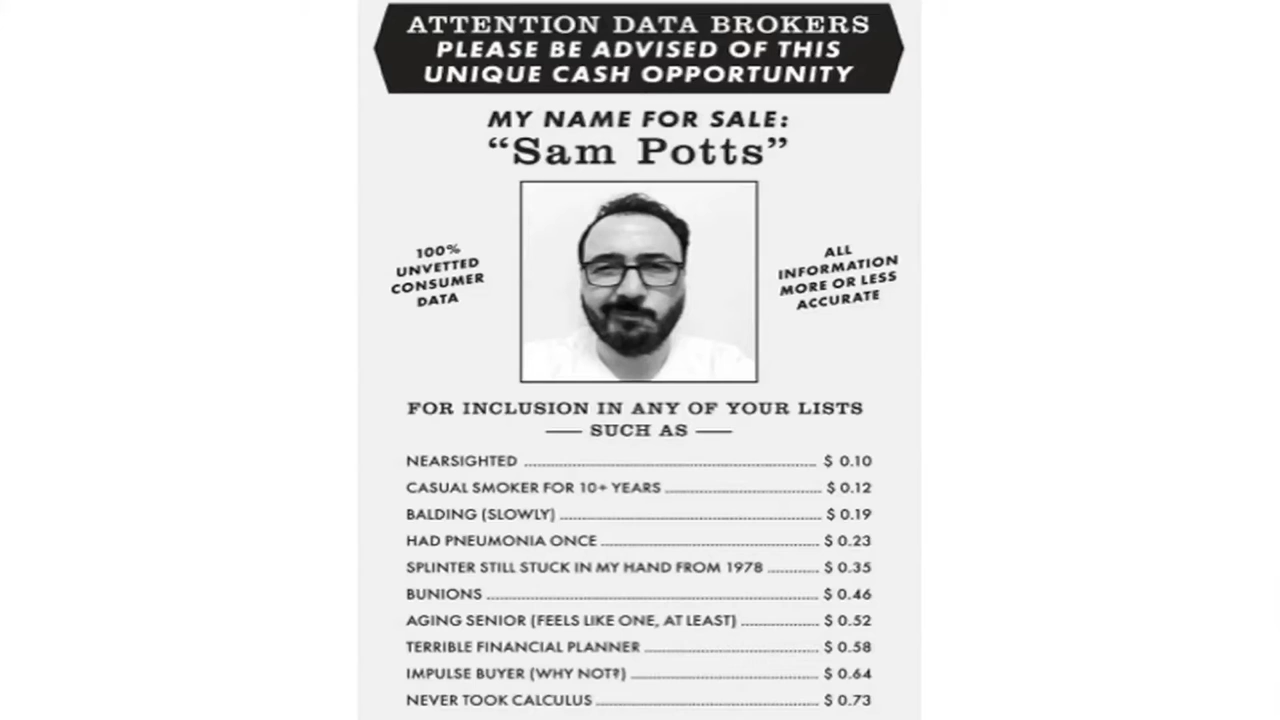 ATTENTION DATA BROKERS
PLEASE BE ADVISED OF THIS
UNIQUE CASH OPPORTUNITY
MY NAME FOR SALE:
“Sam Potts”
100%
UNVETTED
CONSUMER
DATA
ALL
INFORMATION
MORE OR LESS
ACCURATE
FOR INCLUSION IN ANY OF YOUR LISTS
SUCH AS
NEARSIGHTED $ 0.10
CASUAL SMOKER FOR 10+ YEARS $ 0.12
BALDING (SLOWLY) $ 0.19
HAD PNEUMONIA ONCE $ 0.23
SPLINTER STILL STUCK IN MY HAND FROM 1978 $ 0.35
BUNIONS $ 0.46
AGING SENIOR (FEELS LIKE ONE, AT LEAST) $ 0.52
TERRIBLE FINANCIAL PLANNER $ 0.58
IMPULSE BUYER (WHY NOT?) $ 0.64
NEVER TOOK CALCULUS $ 0.73